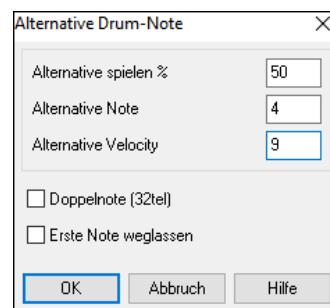 Alternative Drum-Note
Alternative spielen % 50
Alternative Note 4
Alternative Velocity 9
Doppelnote (32tel)
Erste Note weglassen
OK Abbruch Hilfe